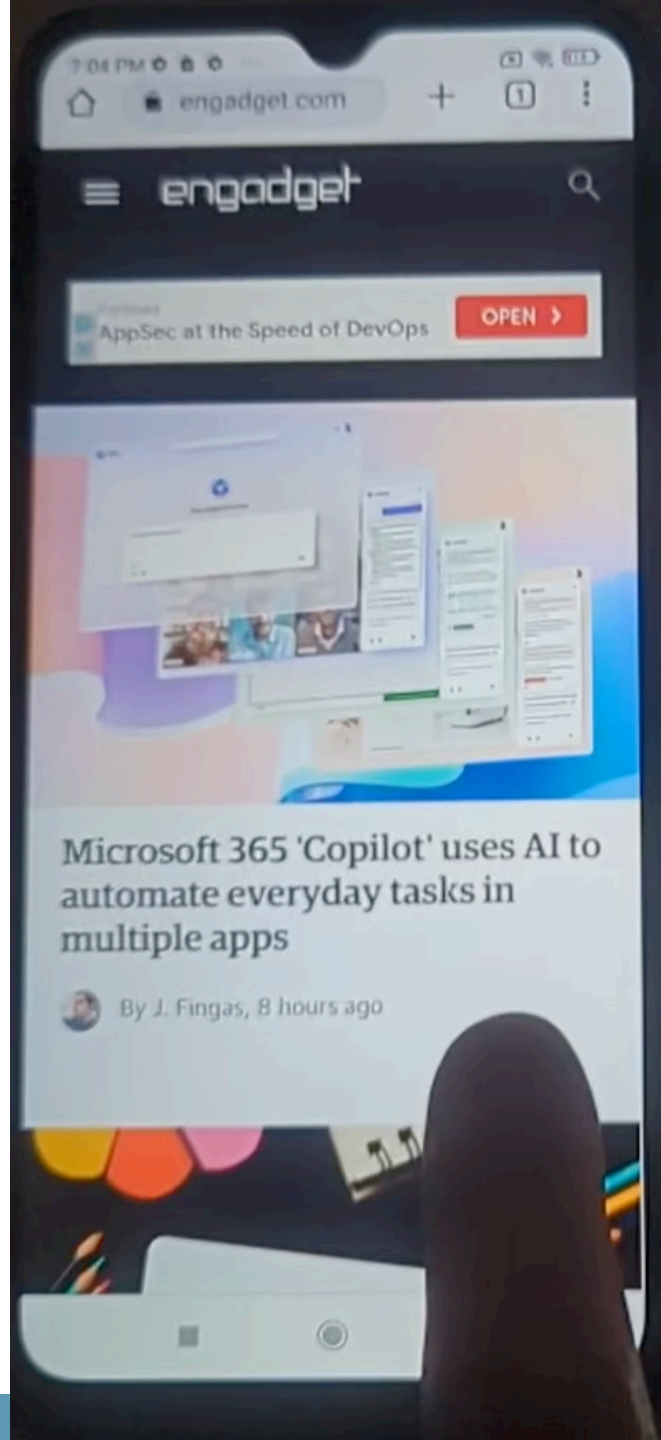 7:04 PM
engadget.com
1
engadget
AppSec at the Speed of DevOps
OPEN
Microsoft 365 'Copilot' uses AI to
automate everyday tasks in
multiple apps
By J. Fingas, 8 hours ago